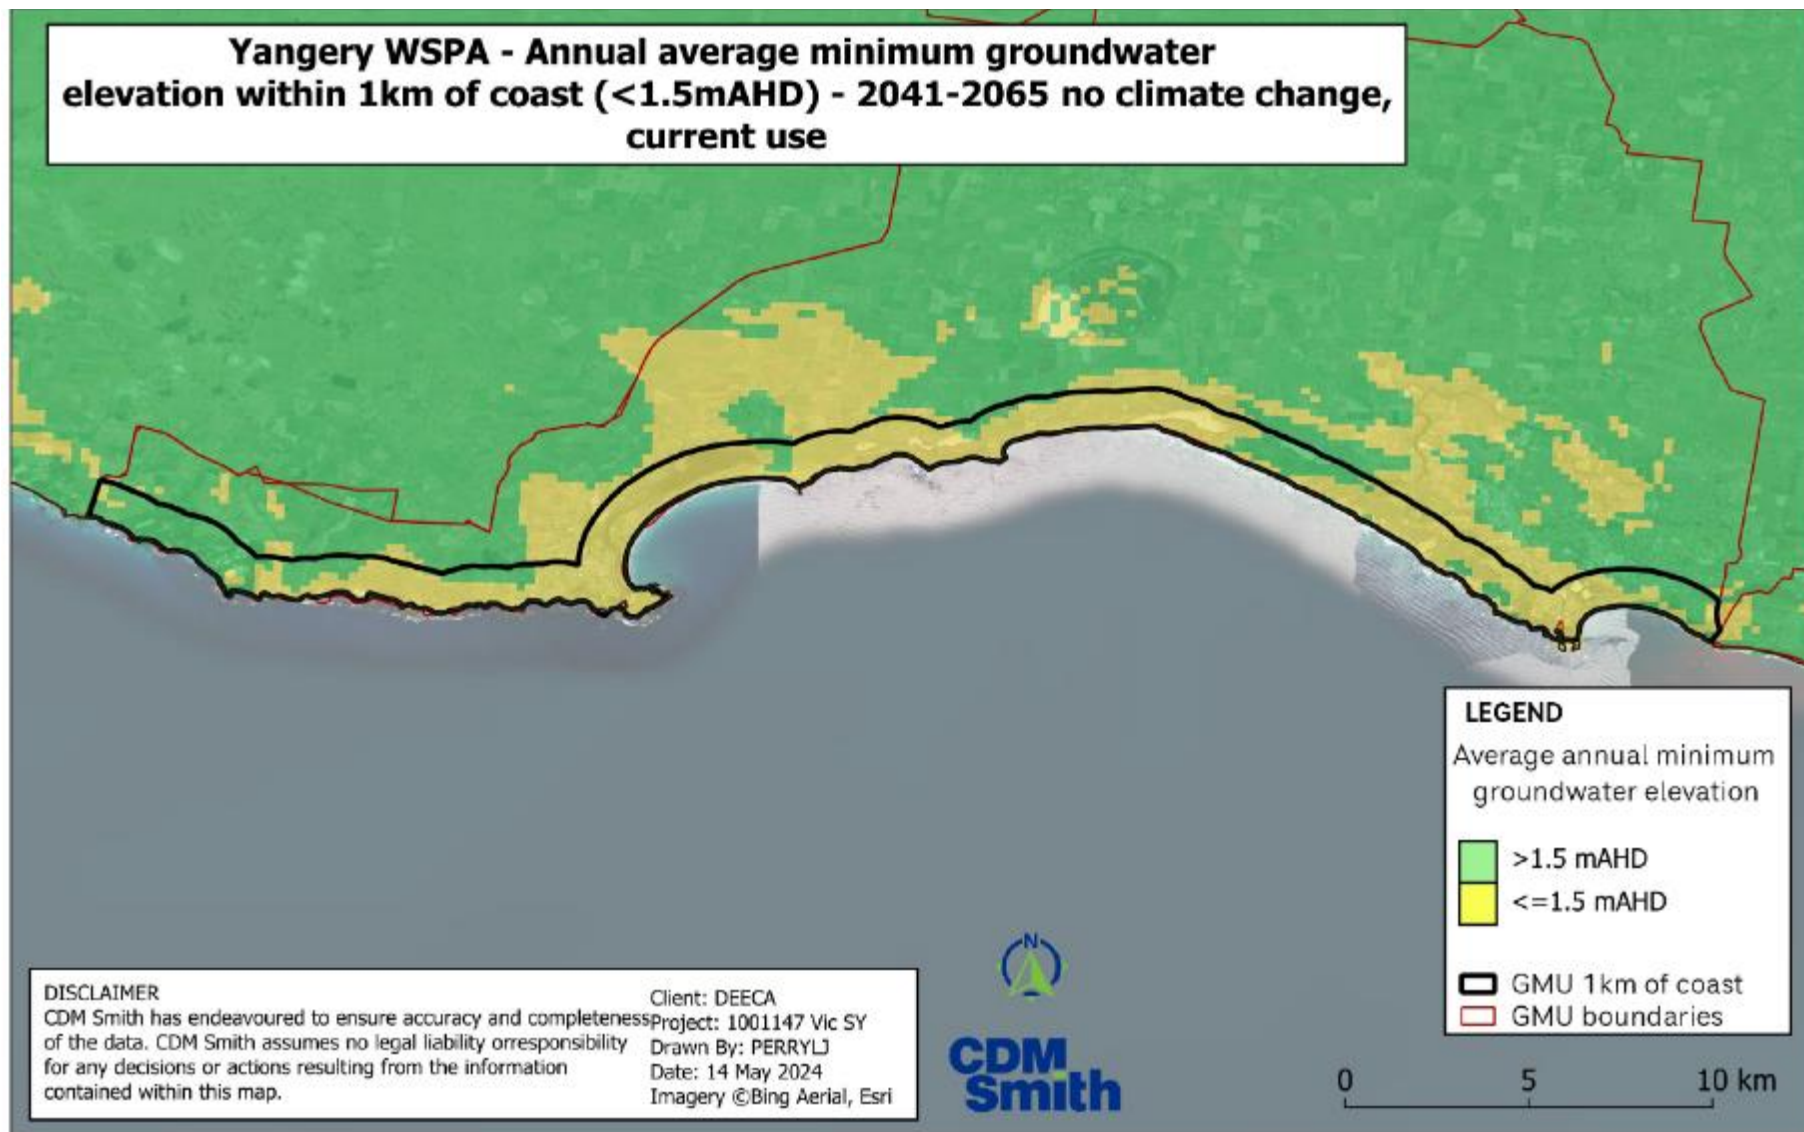 Yangery WSPA - Annual average minimum groundwater
elevation within 1km of coast (<1.5mAHD) - 2041-2065 no climate change,
current use
LEGEND
Average annual minimum
groundwater elevation
>1.5 mAHD
<=1.5 mAHD
GMU 1km of coast
GMU boundaries
DISCLAIMER
CDM Smith has endeavoured to ensure accuracy and completeness
of the data. CDM Smith assumes no legal liability orresponsibility
for any decisions or actions resulting from the information
contained within this map.
Client: DEECA
Project: 1001147 Vic SY
Drawn By: PERRYLJ
Date: 14 May 2024
Imagery ©Bing Aerial, Esri
N
CDM
Smith
0 5 10 km